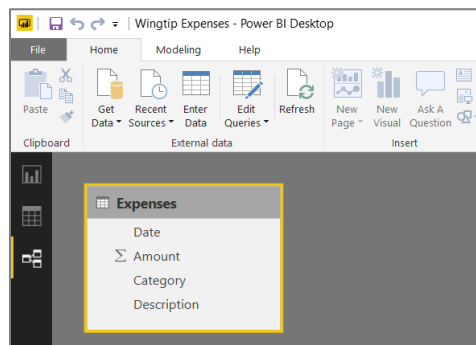 Wingtip Expenses - Power BI Desktop
File Home Modeling Help
Paste Get Data Recent Sources Enter Data Edit Queries Refresh New Page New Visual Ask A Question
Clipboard External data Insert
Expenses
Date
Σ Amount
Category
Description